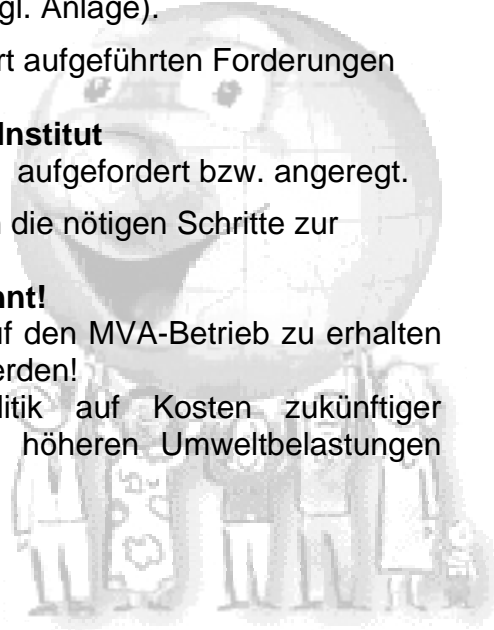 gl. Anlage).
rt aufgeführten Forderungen
Institut
aufgefordert bzw. angeregt.
die nötigen Schritte zur
nnt!
uf den MVA-Betrieb zu erhalten
erden!
litik auf Kosten zukünftiger
höheren Umweltbelastungen